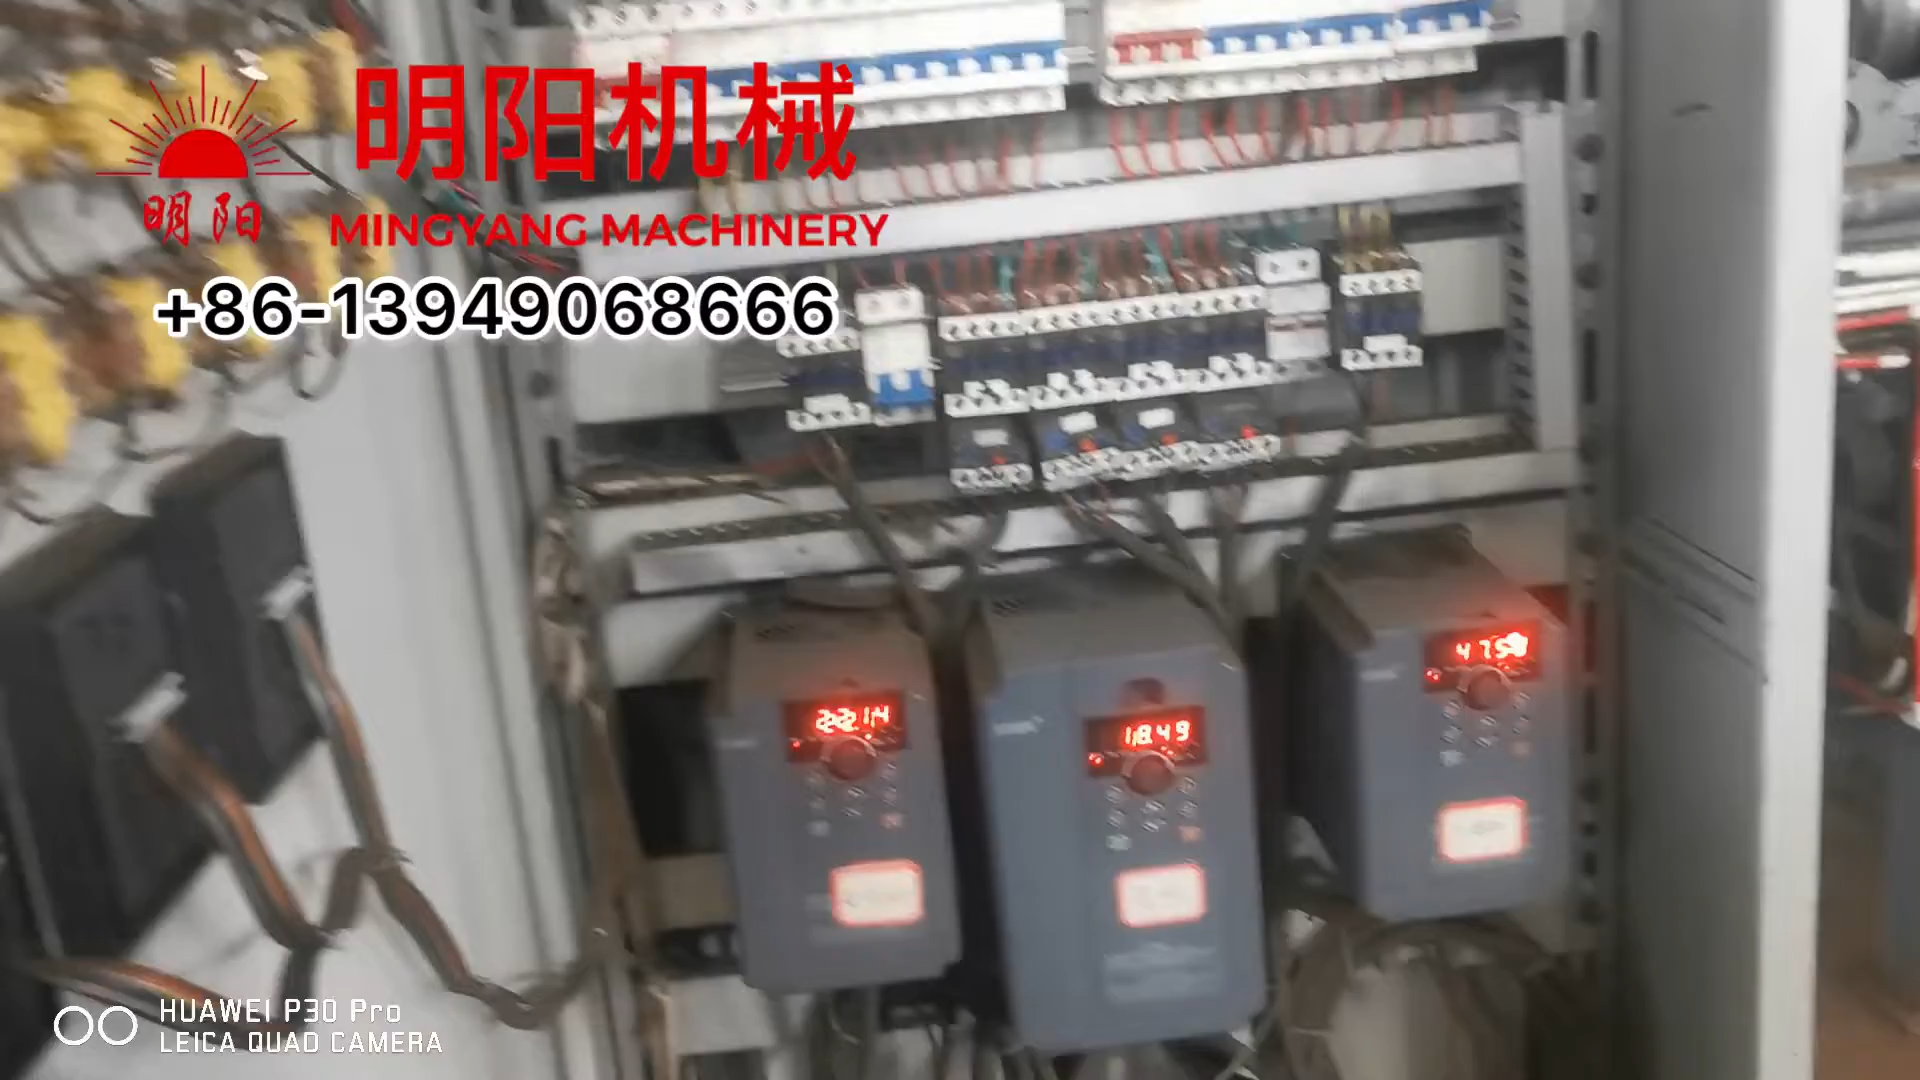 明阳机械
明阳
MINGYANG MACHINERY
+86-13949068666
22.14
18.49
HUAWEI P30 Pro
LEICA QUAD CAMERA